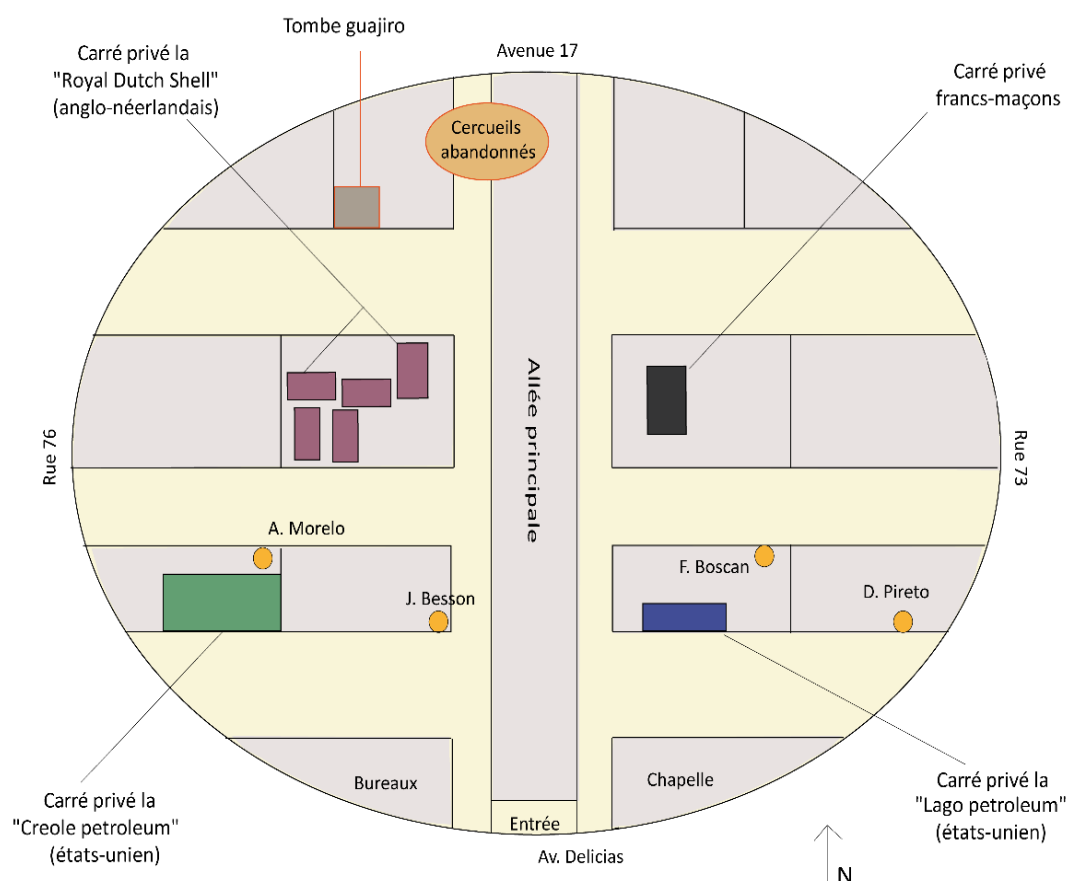 Tombe guajiro
Avenue 17
Carré privé la
"Royal Dutch Shell"
(anglo-néerlandais)
Carré privé
francs-maçons
Cercueils
abandonnés
Allée principale
Rue 76
Rue 73
A. Morelo
F. Boscan
J. Besson
D. Pireto
Bureaux
Chapelle
Carré privé la
"Creole petroleum"
(états-unien)
Entrée
Av. Delicias
Carré privé la
"Lago petroleum"
(états-unien)
N